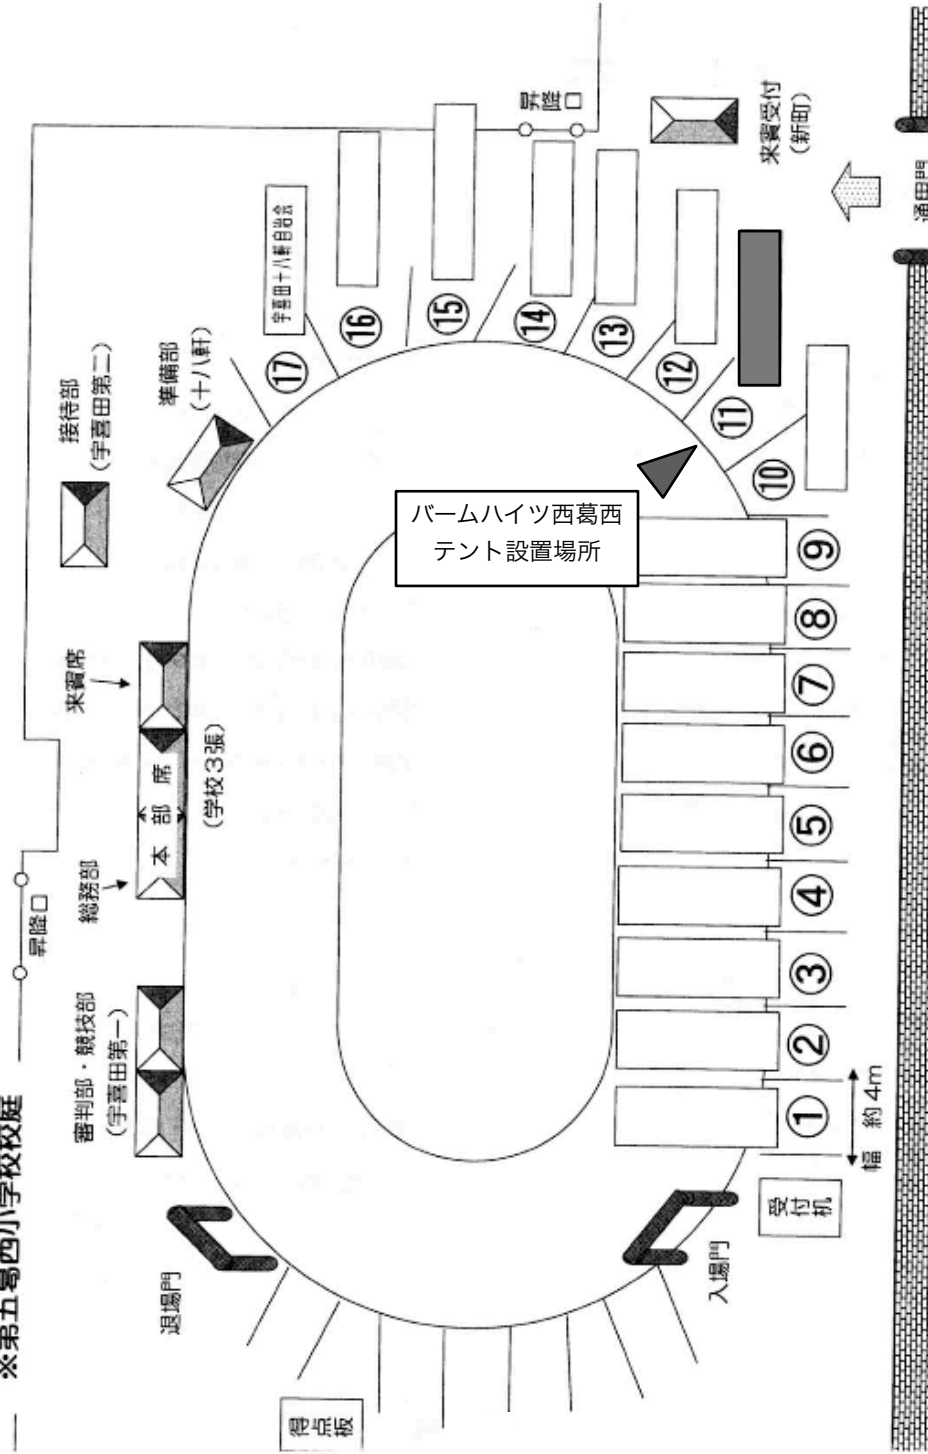 ※第五葛西小学校校庭
昇降口
昇降口
来賓受付
(新町)
通用門
接待部
(宇喜田第二)
準備部
(十八軒)
宇喜田十八軒自治会
⑰
⑯
⑮
⑭
⑬
⑫
⑪
⑩
⑨
⑧
⑦
⑥
⑤
④
③
②
①
バームハイツ西葛西
テント設置場所
来賓席
本部席
(学校3張)
総務部
審判部・競技部
(宇喜田第一)
退場門
入場門
受付机
幅 約4m
得点板